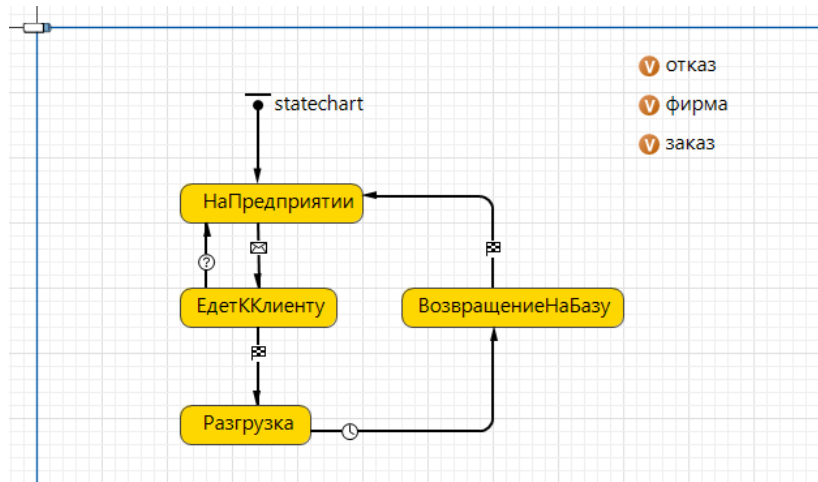 отказ
statechart
фирма
заказ
НаПредприятии
ЕдетККлиенту
ВозвращениеНаБазу
Разгрузка